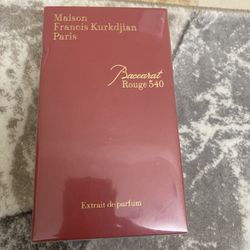 Maison
Francis Kurkdjian
Paris
Baccarat
Rouge 540
Extrait de parfum